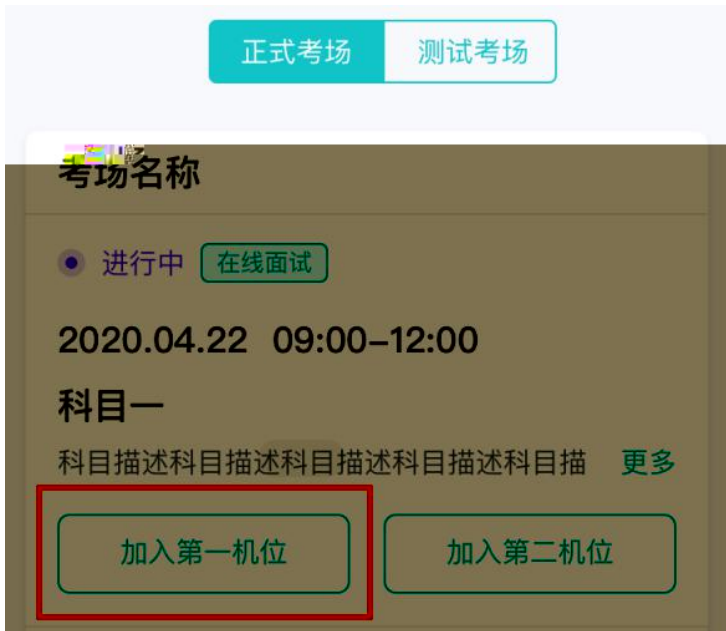 正式考场 测试考场
考场名称
进行中 在线面试
2020.04.22 09:00–12:00
科目一
科目描述科目描述科目描述科目描述科目描 更多
加入第一机位 加入第二机位